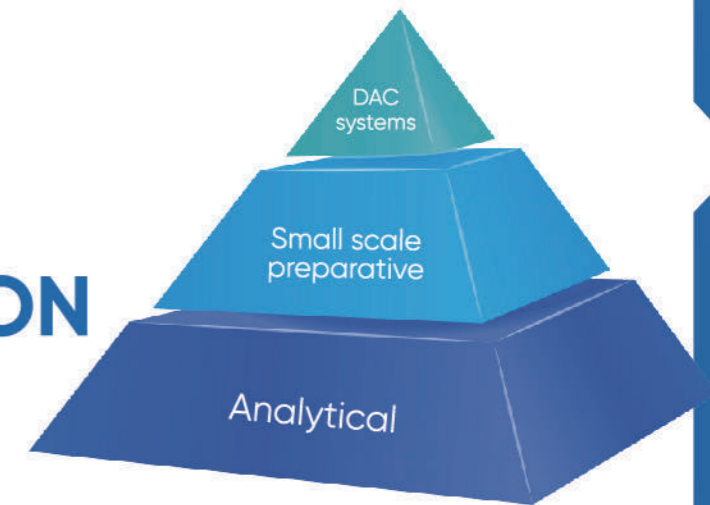 DAC
systems
Small scale
preparative
ON
Analytical